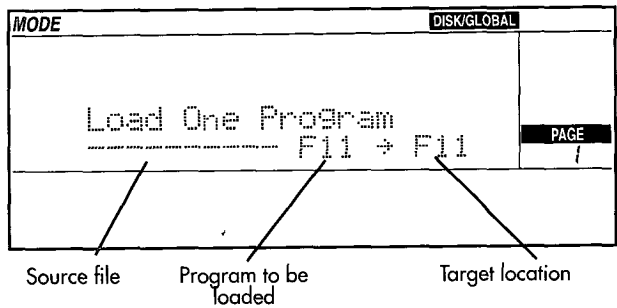 MODE DISK/GLOBAL
Load One Program
------------ F11 → F11
PAGE
1
Source file Program to be loaded Target location